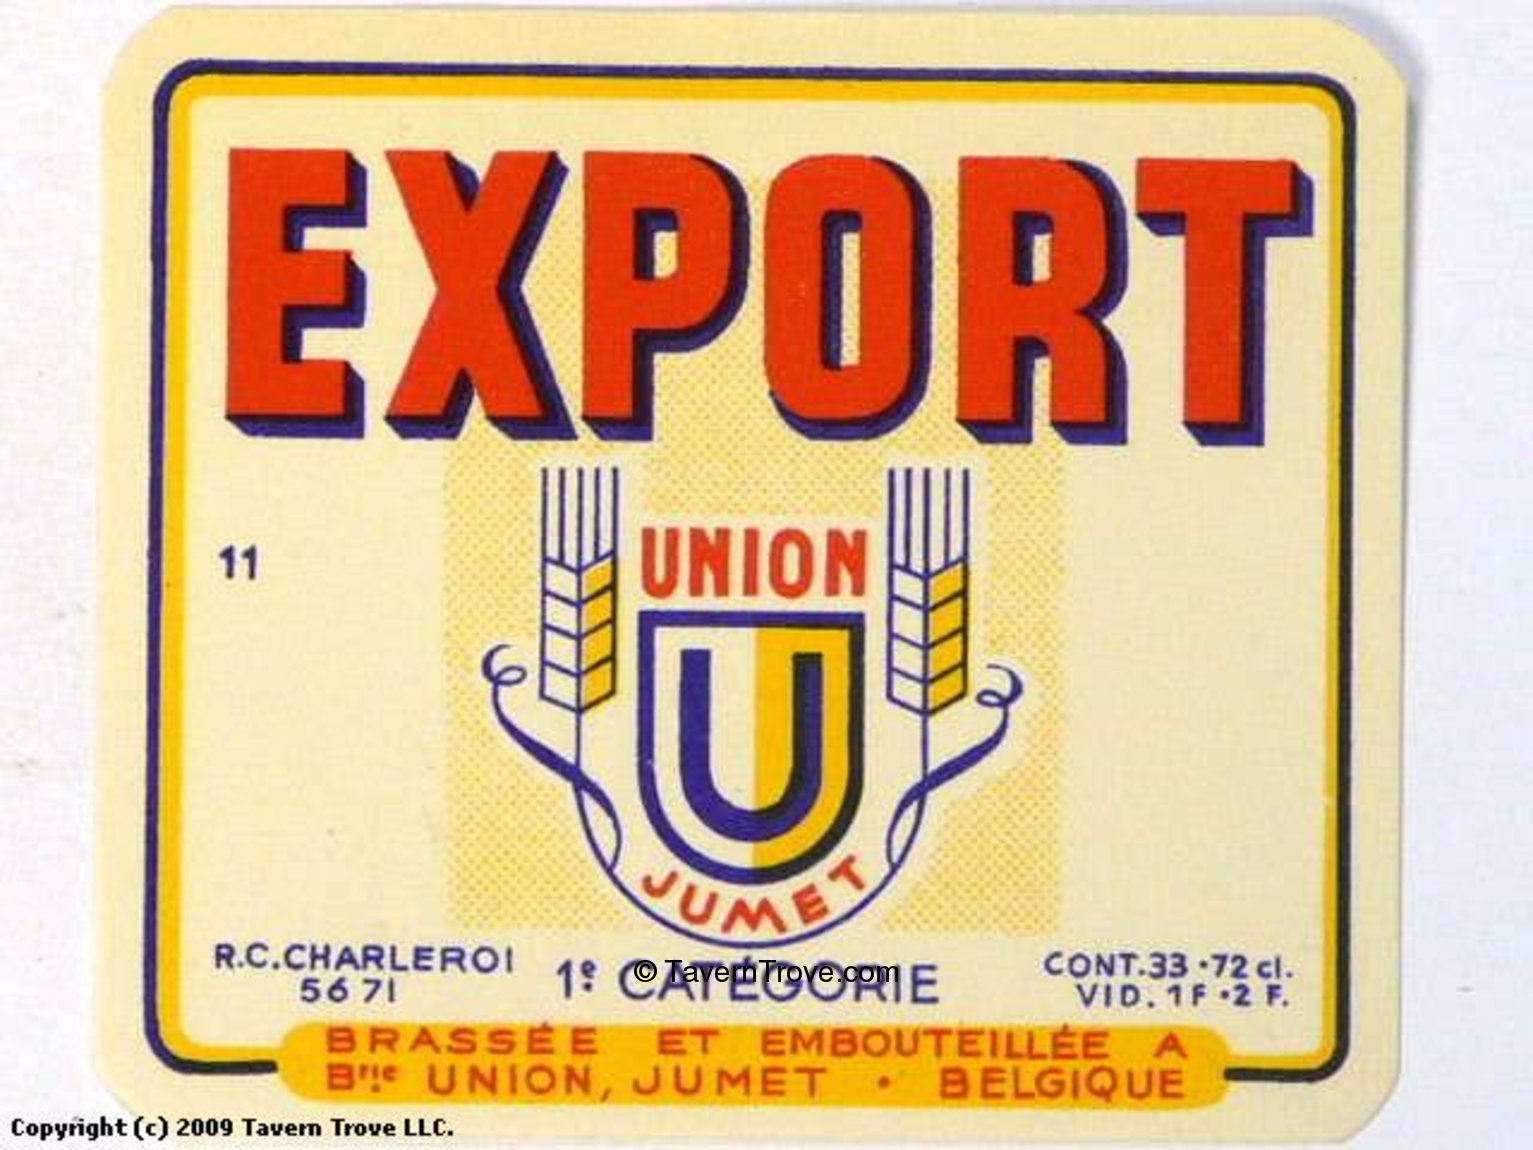 EXPORT
11
UNION
U
JUMET
R.C.CHARLEROI
5671
1e CATÉGORIE
© TavernTrove.com
CONT.33·72 cl.
VID. 1F·2 F.
BRASSÉE ET EMBOUTEILLÉE A
Brie UNION, JUMET · BELGIQUE
Copyright (c) 2009 Tavern Trove LLC.